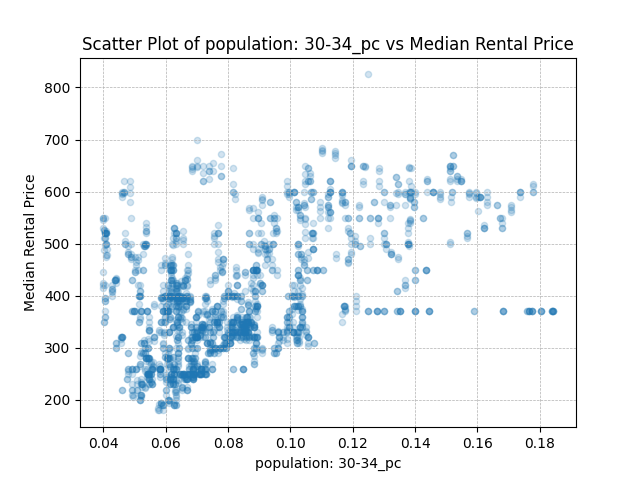 Scatter Plot of population: 30-34_pc vs Median Rental Price
800
700
600
500
400
300
200
Median Rental Price
0.04 0.06 0.08 0.10 0.12 0.14 0.16 0.18
population: 30-34_pc